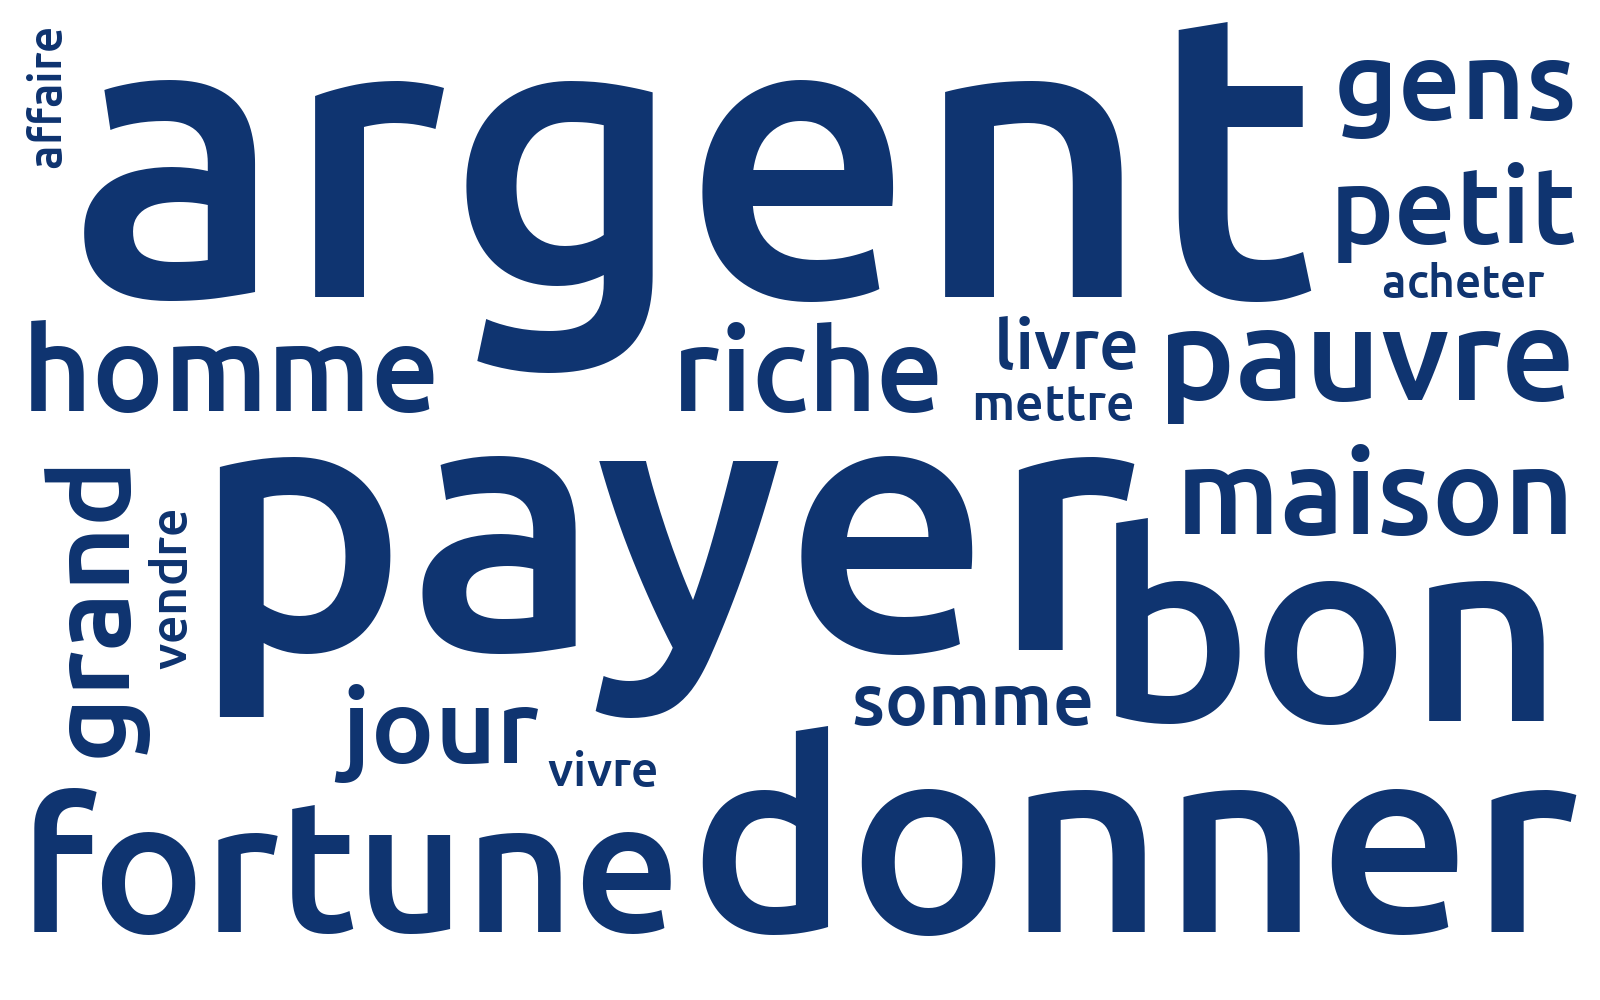 affaire
argent
gens
petit
acheter
homme
riche
livre
mettre
pauvre
grand
vendre
payer
maison
bon
jour
somme
vivre
fortune
donner